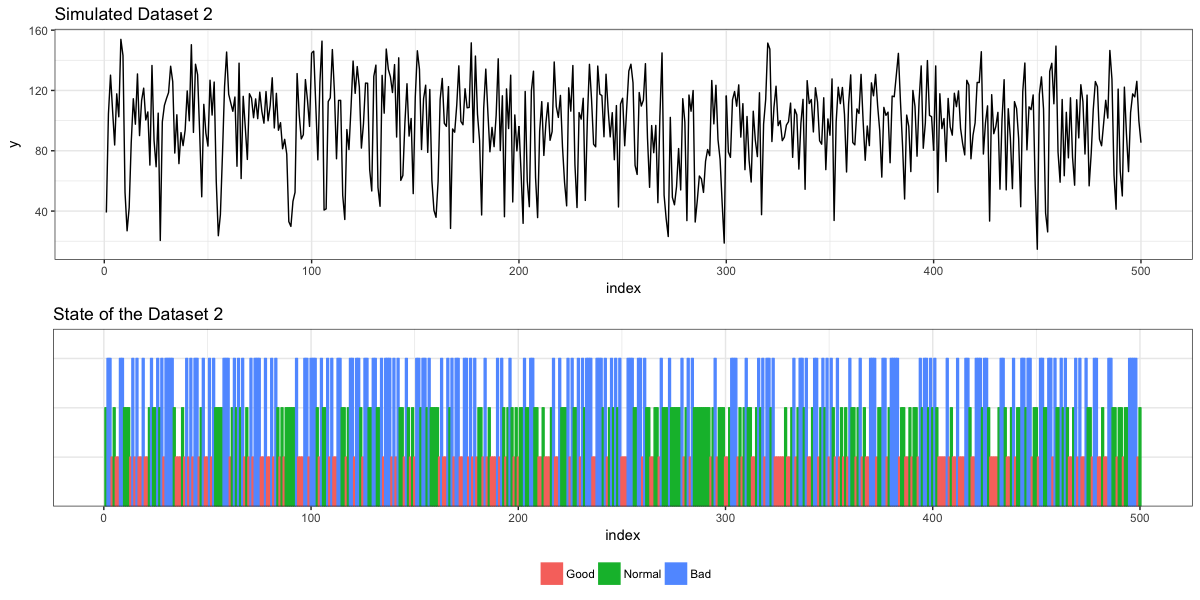 Simulated Dataset 2
160
120
80
40
y
0 100 200 300 400 500
index
State of the Dataset 2
0 100 200 300 400 500
index
Good Normal Bad